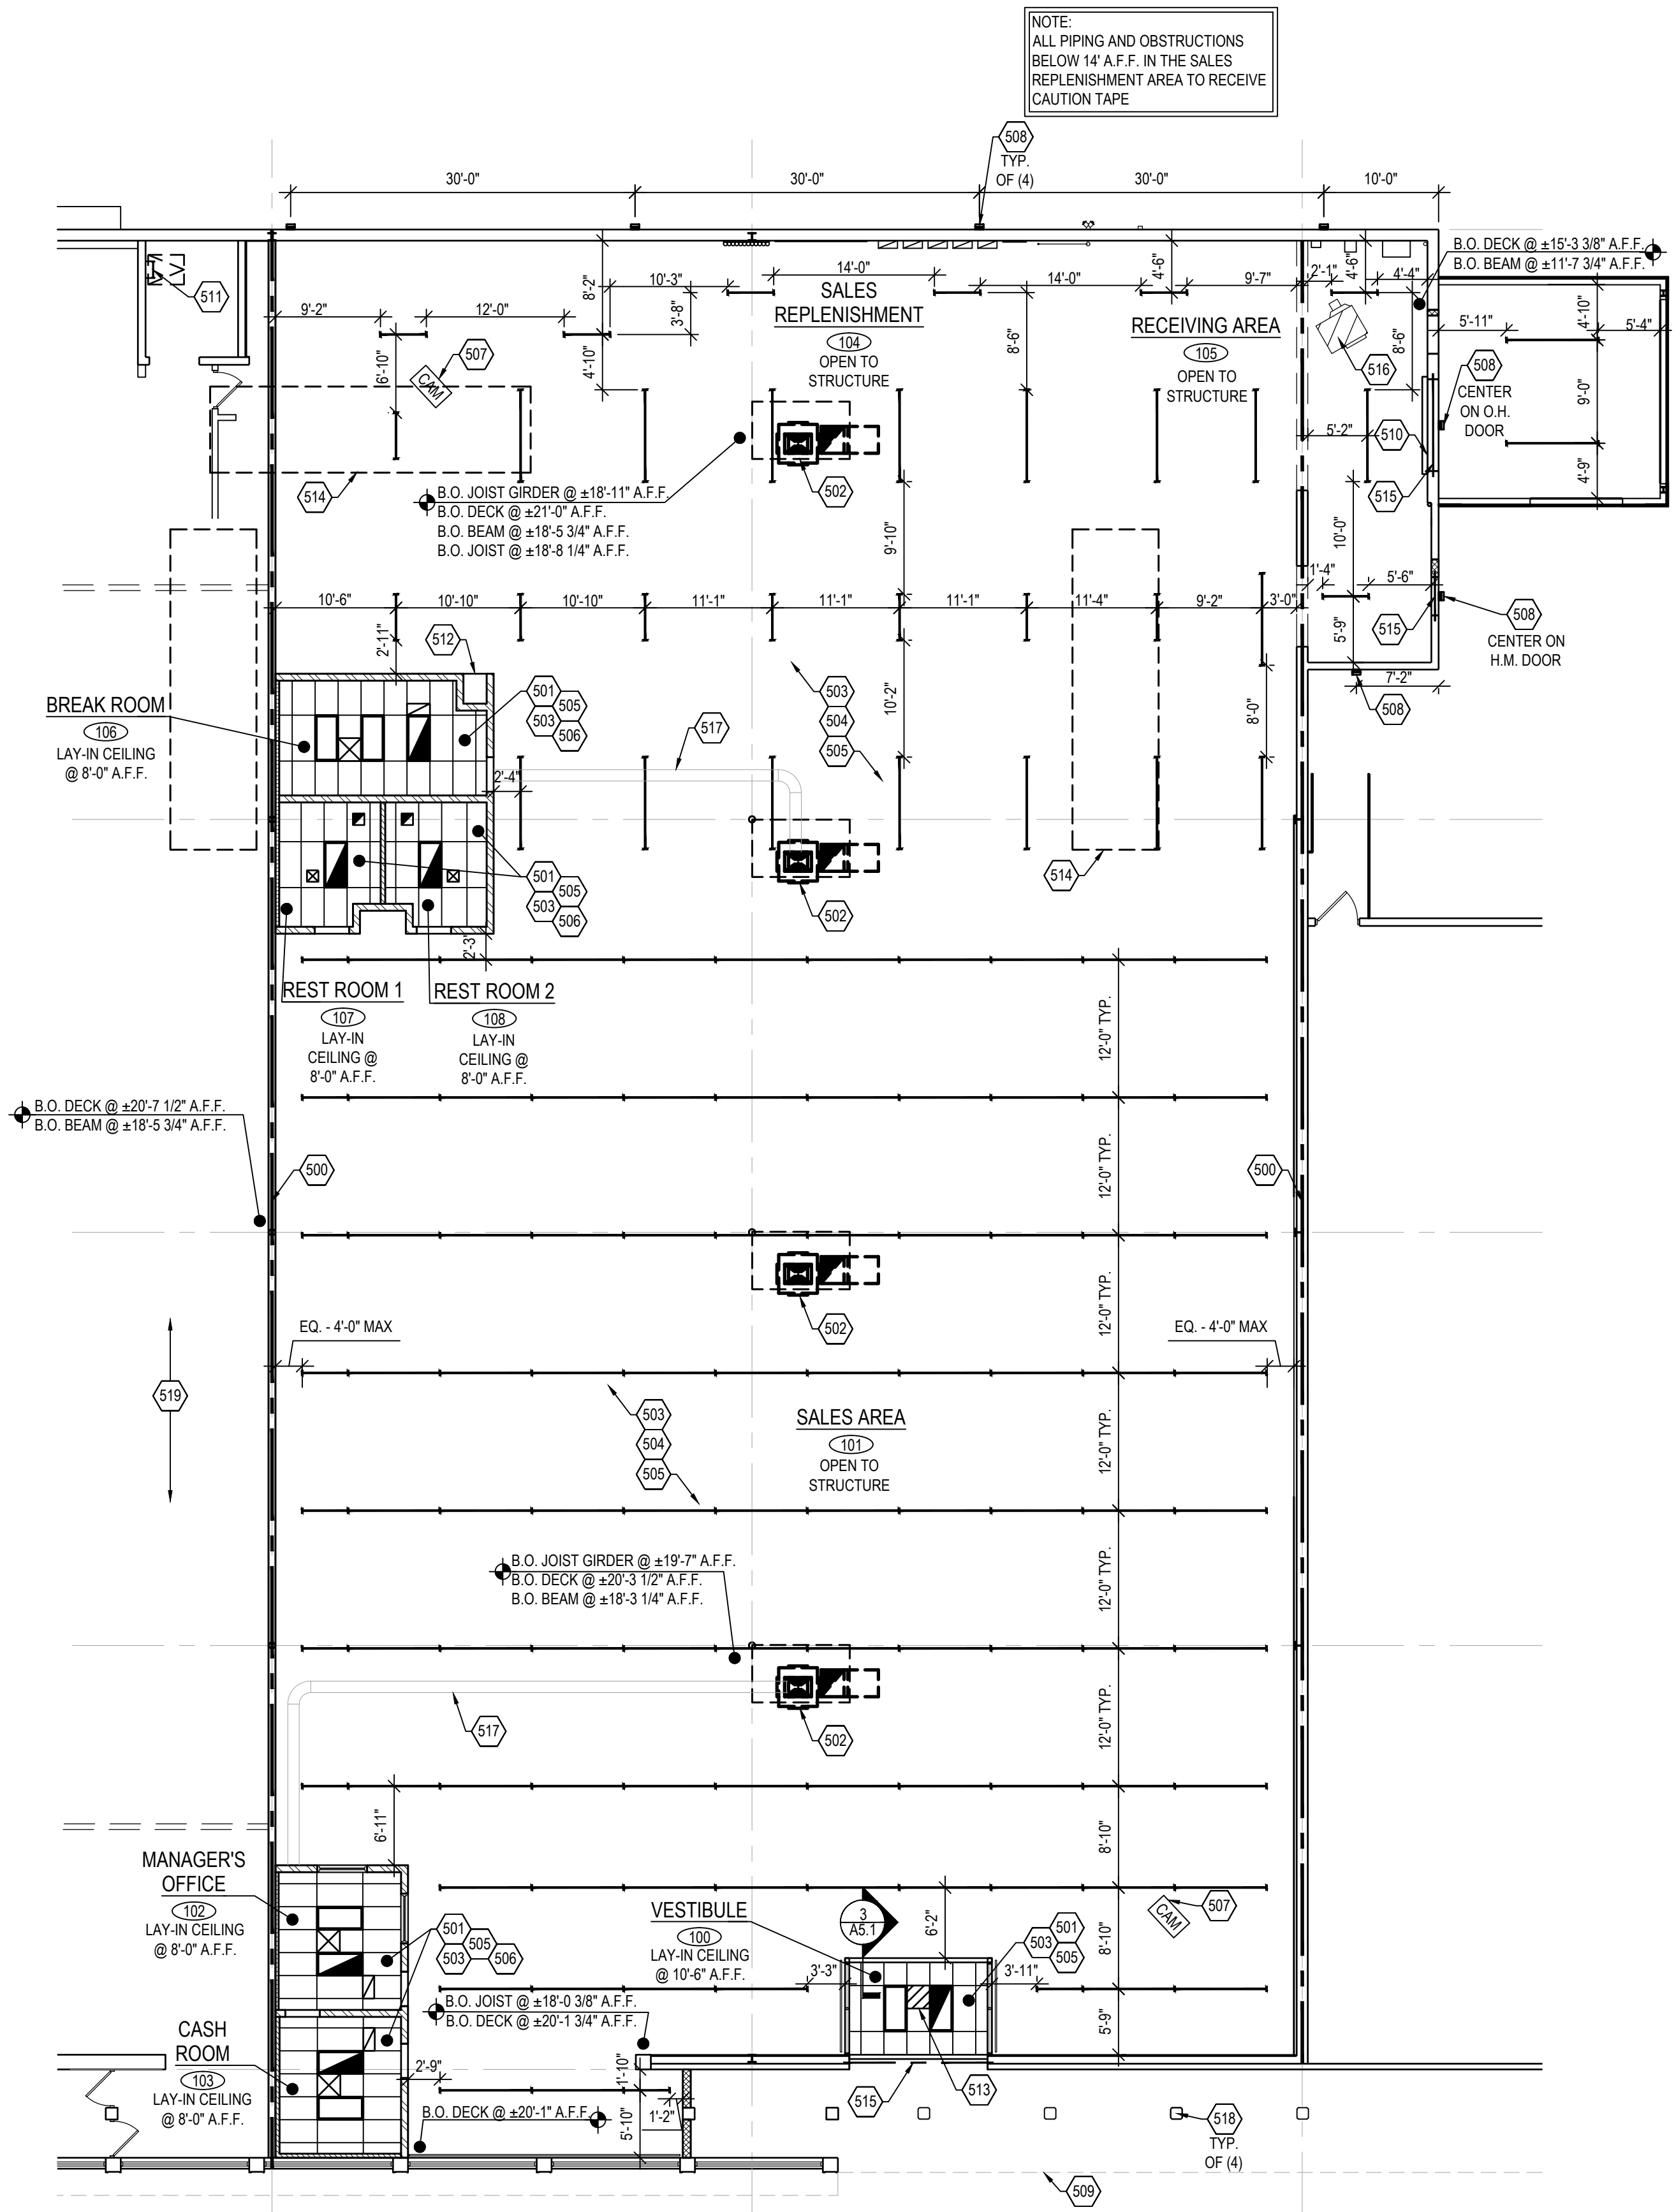 NOTE:
ALL PIPING AND OBSTRUCTIONS
BELOW 14' A.F.F. IN THE SALES
REPLENISHMENT AREA TO RECEIVE
CAUTION TAPE
508
TYP.
OF (4)
30'-0"
30'-0"
30'-0"
10'-0"
B.O. DECK @ ±15'-3 3/8" A.F.F.
B.O. BEAM @ ±11'-7 3/4" A.F.F.
511
9'-2"
12'-0"
8'-2"
10'-3"
3'-8"
14'-0"
14'-0"
4'-6"
9'-7"
2'-1"
4'-6"
4'-4"
5'-11"
4'-10"
5'-4"
SALES
REPLENISHMENT
104
OPEN TO
STRUCTURE
RECEIVING AREA
105
OPEN TO
STRUCTURE
6'-10"
CAM
507
4'-10"
8'-6"
516
8'-6"
508
CENTER
ON O.H.
DOOR
9'-0"
514
502
5'-2"
510
515
4'-9"
B.O. JOIST GIRDER @ ±18'-11" A.F.F.
B.O. DECK @ ±21'-0" A.F.F.
B.O. BEAM @ ±18'-5 3/4" A.F.F.
B.O. JOIST @ ±18'-8 1/4" A.F.F.
9'-10"
10'-0"
1'-4"
5'-6"
10'-6"
10'-10"
10'-10"
11'-1"
11'-1"
11'-1"
11'-4"
9'-2"
3'-0"
2'-11"
512
5'-9"
515
508
CENTER ON
H.M. DOOR
7'-2"
508
BREAK ROOM
106
LAY-IN CEILING
@ 8'-0" A.F.F.
501
505
503
506
517
503
504
505
10'-2"
8'-0"
2'-4"
501
505
503
506
502
514
2'-3"
REST ROOM 1
107
LAY-IN
CEILING @
8'-0" A.F.F.
REST ROOM 2
108
LAY-IN
CEILING @
8'-0" A.F.F.
12'-0" TYP.
B.O. DECK @ ±20'-7 1/2" A.F.F.
B.O. BEAM @ ±18'-5 3/4" A.F.F.
500
12'-0" TYP.
500
502
12'-0" TYP.
EQ. - 4'-0" MAX
EQ. - 4'-0" MAX
519
503
504
505
SALES AREA
101
OPEN TO
STRUCTURE
12'-0" TYP.
B.O. JOIST GIRDER @ ±19'-7" A.F.F.
B.O. DECK @ ±20'-3 1/2" A.F.F.
B.O. BEAM @ ±18'-3 1/4" A.F.F.
12'-0" TYP.
517
502
12'-0" TYP.
6'-11"
8'-10"
MANAGER'S
OFFICE
102
LAY-IN CEILING
@ 8'-0" A.F.F.
501
505
503
506
VESTIBULE
100
LAY-IN CEILING
@ 10'-6" A.F.F.
3
A5.1
6'-2"
501
503
505
8'-10"
CAM
507
3'-3"
3'-11"
B.O. JOIST @ ±18'-0 3/8" A.F.F.
B.O. DECK @ ±20'-1 3/4" A.F.F.
CASH
ROOM
103
LAY-IN CEILING
@ 8'-0" A.F.F.
2'-9"
1'-10"
5'-9"
515
513
B.O. DECK @ ±20'-1" A.F.F.
5'-10"
1'-2"
518
TYP.
OF (4)
509